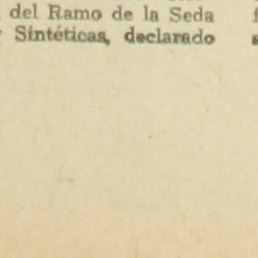 del Ramo de la Seda
Sintéticas, declarado